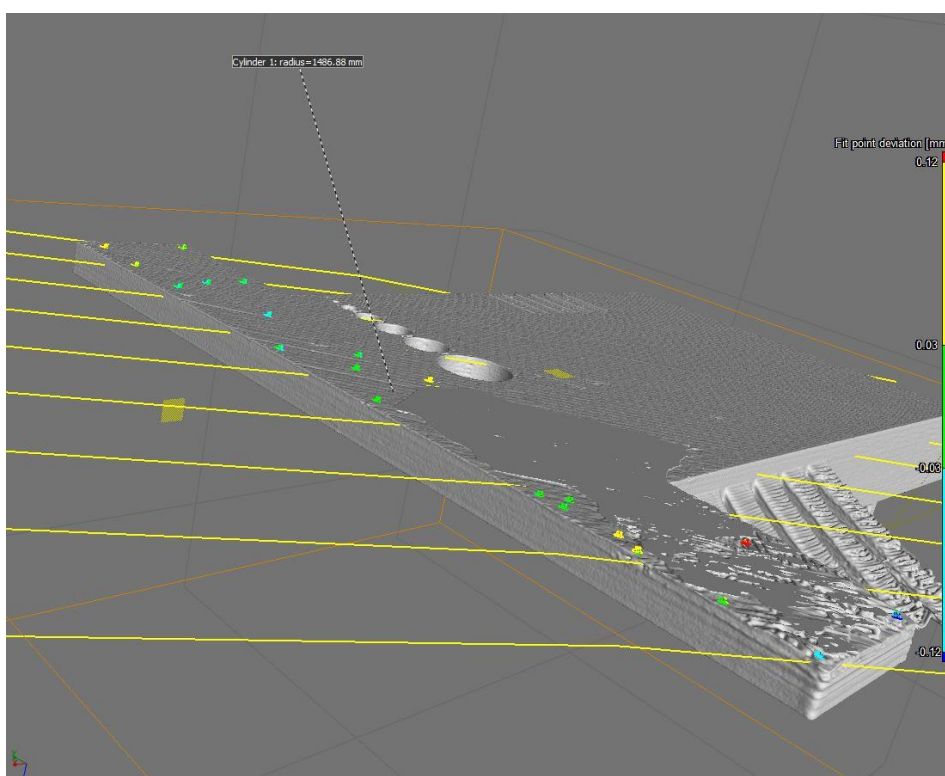 Cylinder 1: radius=1486.88 mm
Fit point deviation [mm
0.12
0.03
-0.03
-0.12